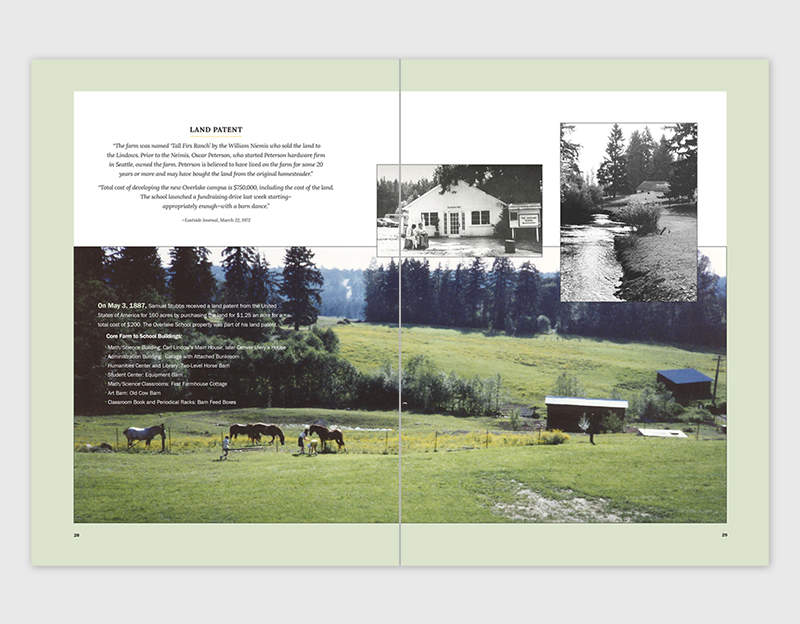 LAND PATENT
“The farm was named ‘Tall Firs Ranch’ by the William Niemis who sold the land to
the Lindows. Prior to the Neimis, Oscar Peterson, who started Peterson hardware firm
in Seattle, owned the farm. Peterson is believed to have lived on the farm for some 20
years or more and may have bought the land from the original homesteader.”
“Total cost of developing the new Overlake campus is $750,000, including the cost of the land.
The school launched a fundraising drive last week starting–
appropriately enough–with a barn dance.”
–Eastside Journal, March 22, 1972
On May 3, 1887, Samuel Stubbs received a land patent from the United
States of America for 160 acres by purchasing the land for $1.25 an acre for a
total cost of $200. The Overlake School property was part of his land patent.
Core Farm to School Buildings:
· Math/Science Building: Carl Lindow's Main House, later Denver Ulery's House
· Administration Building: Garage with Attached Bunkroom
· Humanities Center and Library: Two-Level Horse Barn
· Student Center: Equipment Barn
· Math/Science Classrooms: Fast Farmhouse Cottage
· Art Barn: Old Cow Barn
· Classroom Book and Periodical Racks: Barn Feed Boxes
28
29